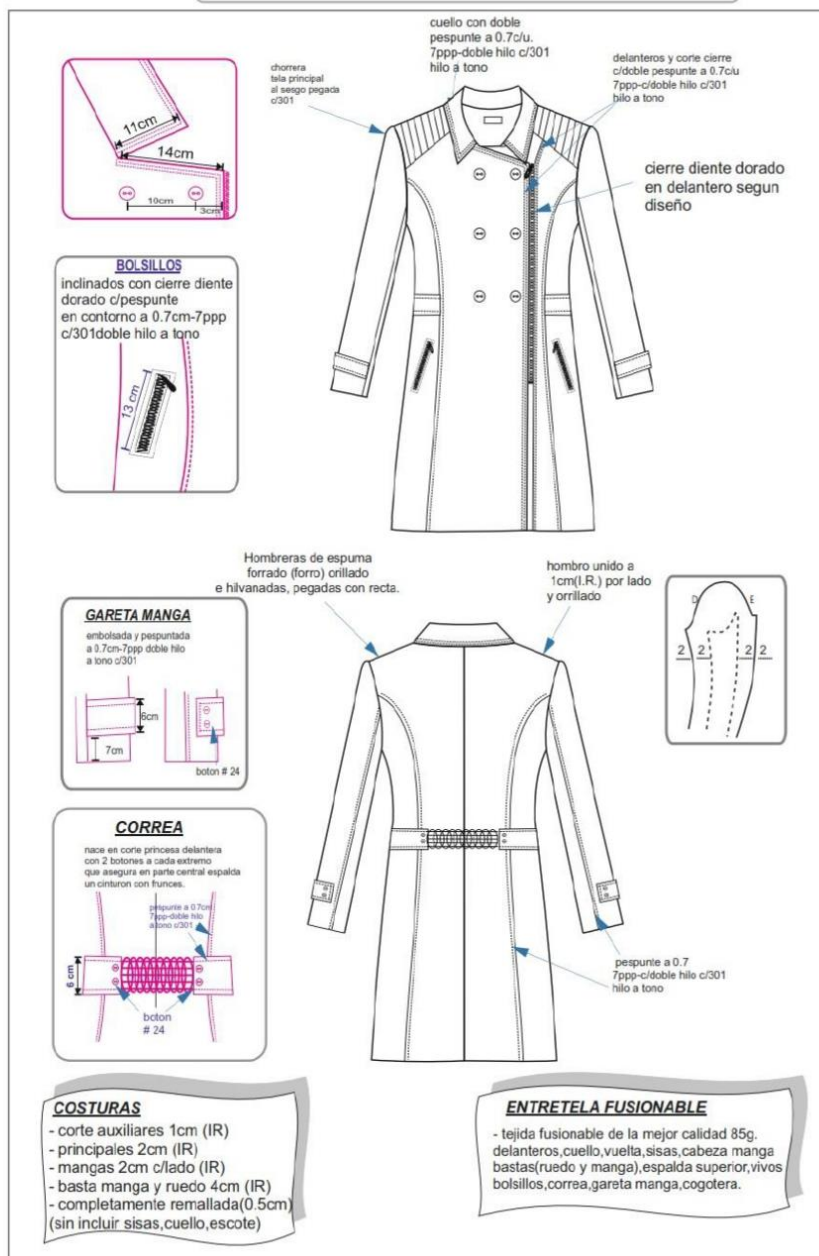 cuello con doble
pespunte a 0.7c/u.
7ppp-doble hilo c/301
hilo a tono
chorrera
tela principal
al sesgo pegada
c/301
delanteros y corte cierre
c/doble pespunte a 0.7c/u
7ppp-c/doble hilo c/301
hilo a tono
cierre diente dorado
en delantero segun
diseño
11cm
14cm
10cm
3cm
BOLSILLOS
inclinados con cierre diente
dorado c/pespunte
en contorno a 0.7cm-7ppp
c/301doble hilo a tono
13 cm
Hombreras de espuma
forrado (forro) orillado
e hilvanadas, pegadas con recta.
hombro unido a
1cm(I.R.) por lado
y orrillado
GARETA MANGA
embolsada y pespuntada
a 0.7cm-7ppp doble hilo
a tono c/301
6cm
7cm
boton # 24
D E
2 2 2 2
CORREA
nace en corte princesa delantera
con 2 botones a cada extremo
que asegura en parte central espalda
un cinturon con frunces.
pespunte a 0.7cm
7ppp-doble hilo
a tono c/301
6 cm
boton
# 24
pespunte a 0.7
7ppp-c/doble hilo c/301
hilo a tono
COSTURAS
- corte auxiliares 1cm (IR)
- principales 2cm (IR)
- mangas 2cm c/lado (IR)
- basta manga y ruedo 4cm (IR)
- completamente remallada(0.5cm)
(sin incluir sisas,cuello,escote)
ENTRETELA FUSIONABLE
- tejida fusionable de la mejor calidad 85g.
delanteros,cuello,vuelta,sisas,cabeza manga
bastas(ruedo y manga),espalda superior,vivos
bolsillos,correa,gareta manga,cogotera.